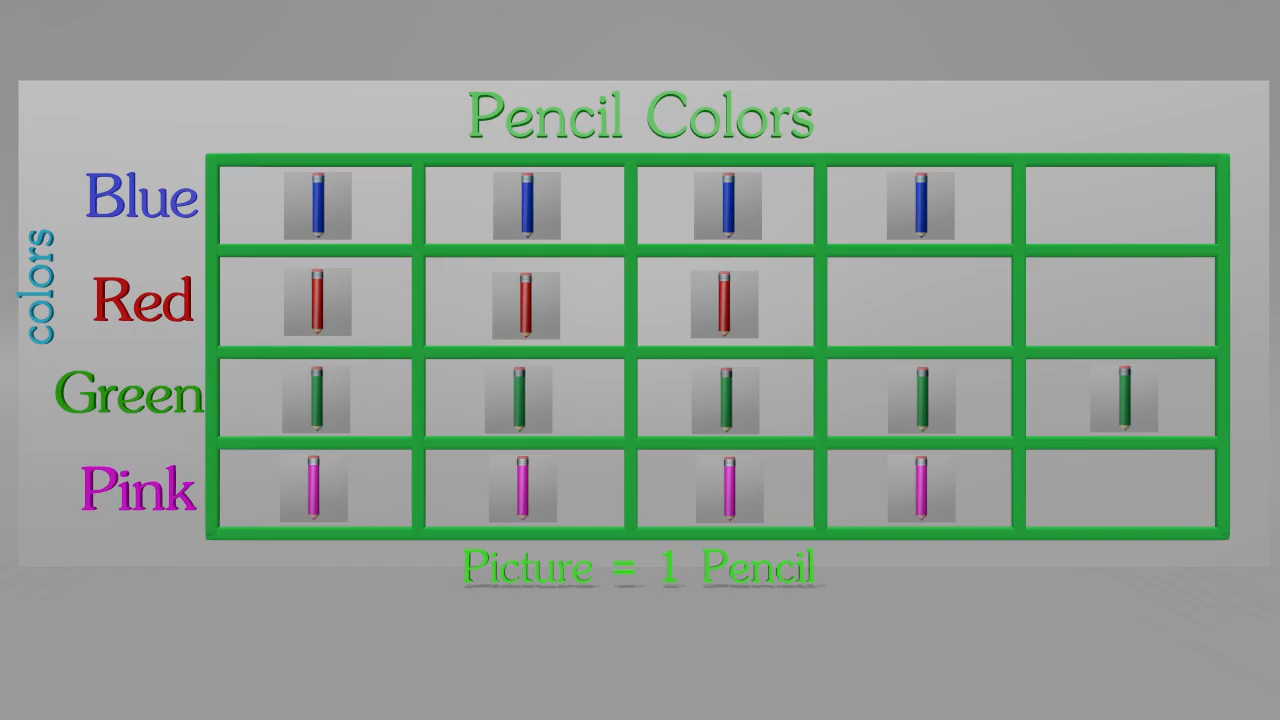 Pencil Colors
colors
Blue
Red
Green
Pink
Picture = 1 Pencil